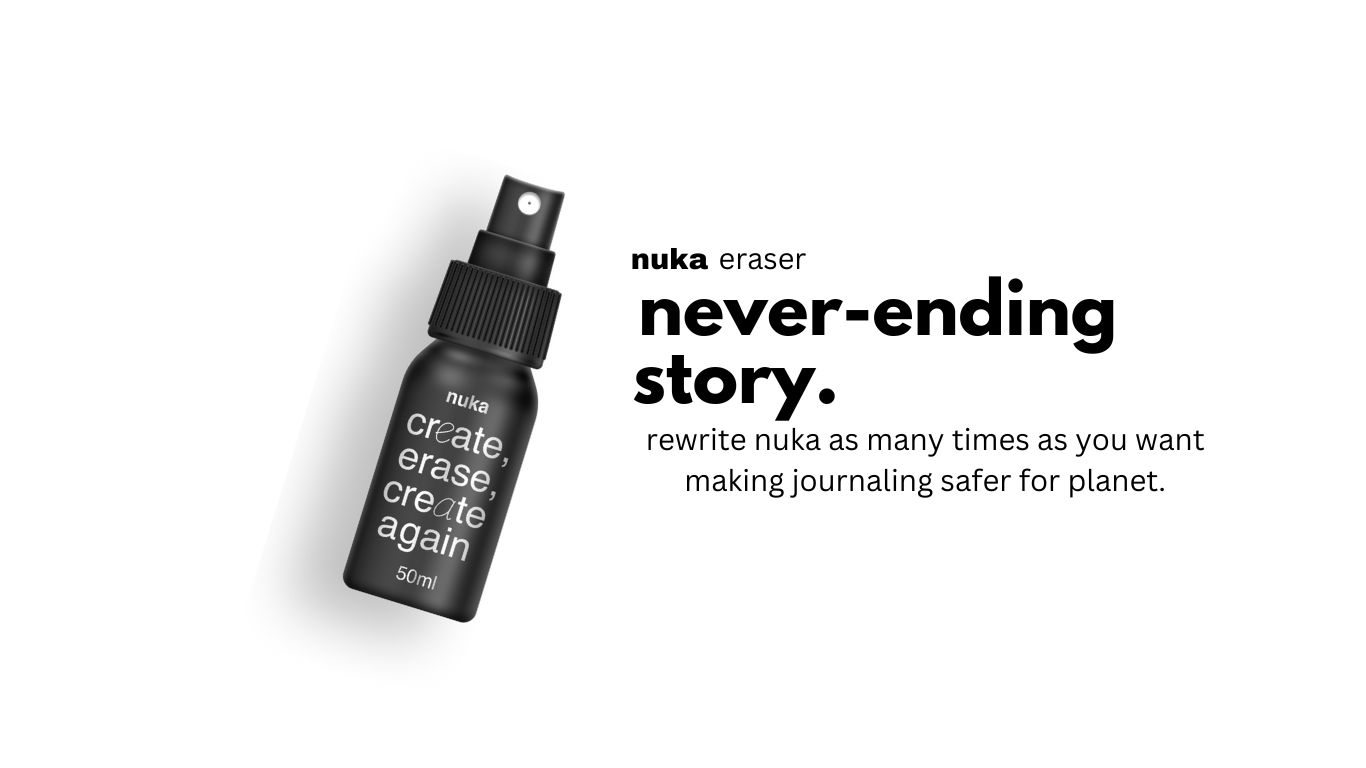 nuka
create,
erase,
create
again
50ml
nuka eraser
never-ending
story.
rewrite nuka as many times as you want
making journaling safer for planet.